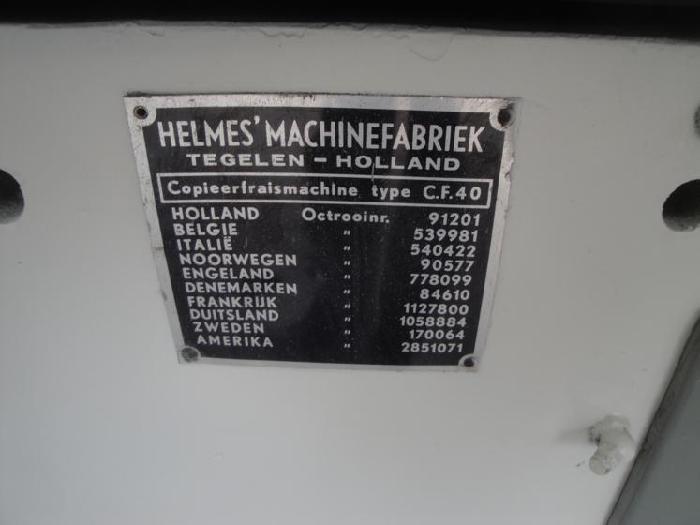 HELMES' MACHINEFABRIEK
TEGELEN - HOLLAND
Copieerfraismachine type C.F.40
HOLLAND Octrooinr. 91201
BELGIE " 539981
ITALIË " 540422
NOORWEGEN " 90577
ENGELAND " 778099
DENEMARKEN " 84610
FRANKRIJK " 1127800
DUITSLAND " 1058884
ZWEDEN " 170064
AMERIKA " 2851071